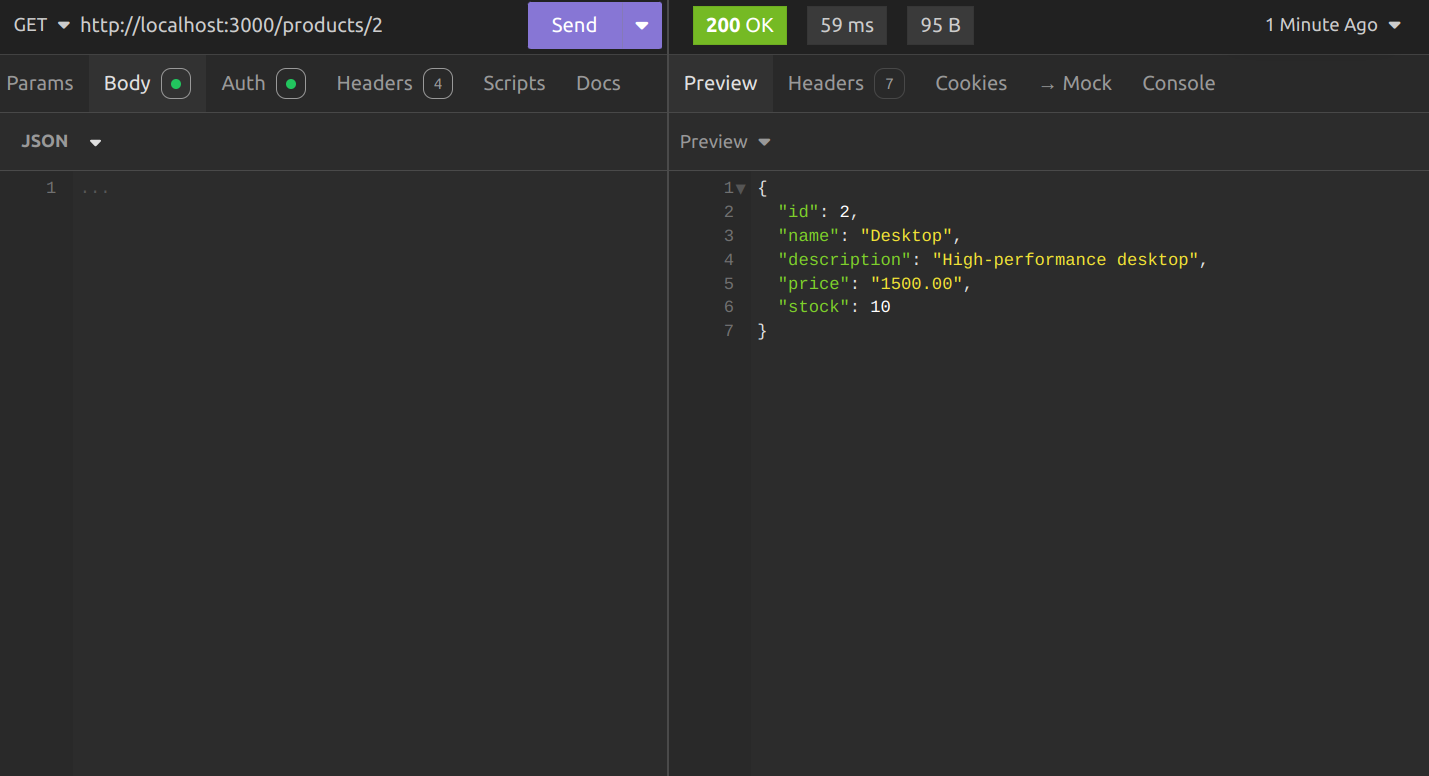 GET http://localhost:3000/products/2 Send
200 OK 59 ms 95 B 1 Minute Ago
Params Body Auth Headers 4 Scripts Docs
Preview Headers 7 Cookies → Mock Console
JSON
Preview
1 ...
1 {
2 "id": 2,
3 "name": "Desktop",
4 "description": "High-performance desktop",
5 "price": "1500.00",
6 "stock": 10
7 }